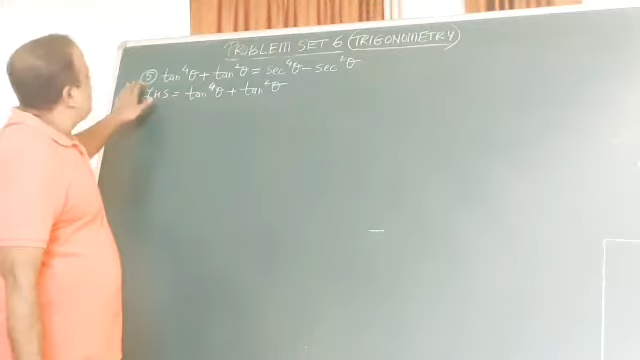 PROBLEM SET 6 (TRIGONOMETRY)
⑤ tan⁴θ + tan²θ = sec⁴θ − sec²θ
LHS = tan⁴θ + tan²θ